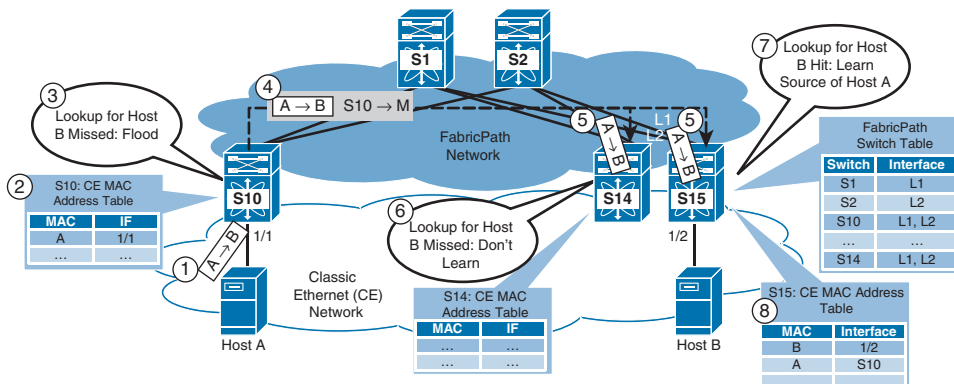 S1
S2
7
Lookup for Host
B Hit: Learn
Source of Host A
3
Lookup for Host
B Missed: Flood
4
A → B
S10 → M
5
A → B
L1
L2
5
A → B
FabricPath
Network
FabricPath
Switch Table
Switch Interface
S1 L1
S2 L2
S10 L1, L2
... ...
S14 L1, L2
2
S10: CE MAC
Address Table
MAC IF
A 1/1
... ...
S10
S14
S15
1
A → B
1/1
6
Lookup for Host
B Missed: Don't
Learn
1/2
Classic
Ethernet (CE)
Network
S14: CE MAC
Address Table
MAC IF
... ...
... ...
S15: CE MAC Address
Table
8
MAC Interface
B 1/2
A S10
Host A
Host B